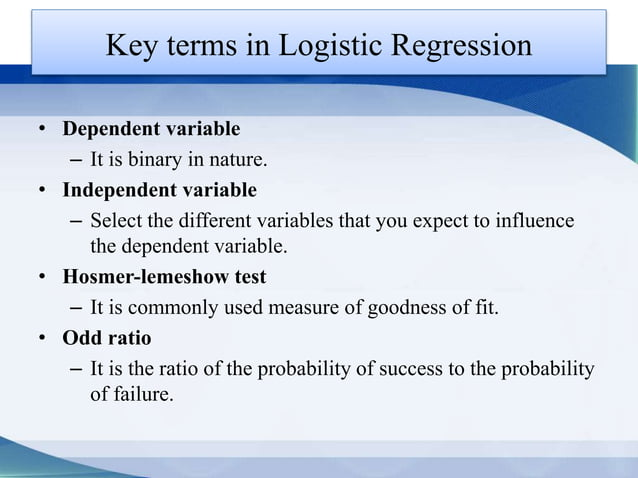 Key terms in Logistic Regression
• Dependent variable
– It is binary in nature.
• Independent variable
– Select the different variables that you expect to influence
the dependent variable.
• Hosmer-lemeshow test
– It is commonly used measure of goodness of fit.
• Odd ratio
– It is the ratio of the probability of success to the probability
of failure.